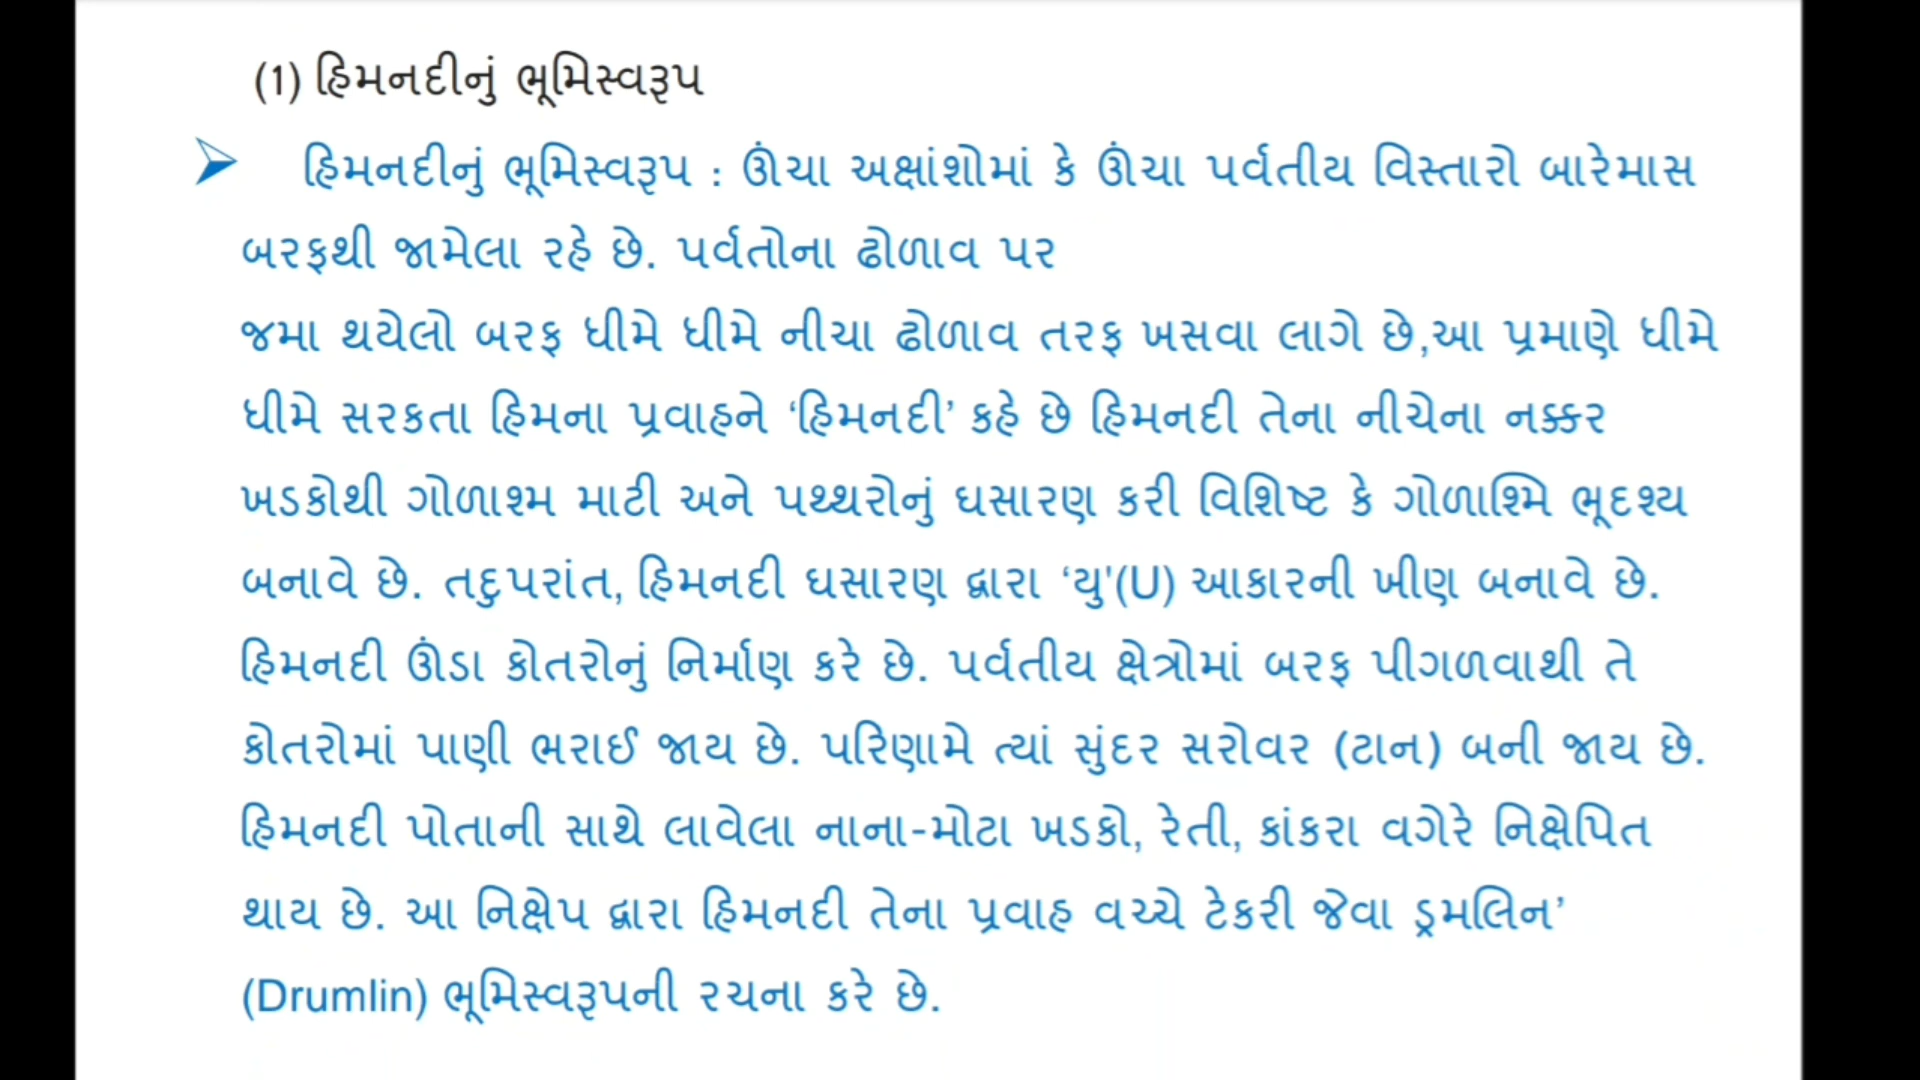 (1) હિમનદીનું ભૂમિસ્વરૂપ
હિમનદીનું ભૂમિસ્વરૂપ : ઊંચા અક્ષાંશોમાં કે ઊંચા પર્વતીય વિસ્તારો બારેમાસ
બરફથી જામેલા રહે છે. પર્વતોના ઢોળાવ પર
જમા થયેલો બરફ ધીમે ધીમે નીચા ઢોળાવ તરફ ખસવા લાગે છે,આ પ્રમાણે ધીમે
ધીમે સરકતા હિમના પ્રવાહને ‘હિમનદી’ કહે છે હિમનદી તેના નીચેના નક્કર
ખડકોથી ગોળાશ્મ માટી અને પથ્થરોનું ઘસારણ કરી વિશિષ્ટ કે ગોળાશ્મિ ભૂદશ્ય
બનાવે છે. તદુપરાંત, હિમનદી ઘસારણ દ્વારા ‘યુ'(U) આકારની ખીણ બનાવે છે.
હિમનદી ઊંડા કોતરોનું નિર્માણ કરે છે. પર્વતીય ક્ષેત્રોમાં બરફ પીગળવાથી તે
કોતરોમાં પાણી ભરાઈ જાય છે. પરિણામે ત્યાં સુંદર સરોવર (ટાન) બની જાય છે.
હિમનદી પોતાની સાથે લાવેલા નાના-મોટા ખડકો, રેતી, કાંકરા વગેરે નિક્ષેપિત
થાય છે. આ નિક્ષેપ દ્વારા હિમનદી તેના પ્રવાહ વચ્ચે ટેકરી જેવા ડ્રમલિન’
(Drumlin) ભૂમિસ્વરૂપની રચના કરે છે.